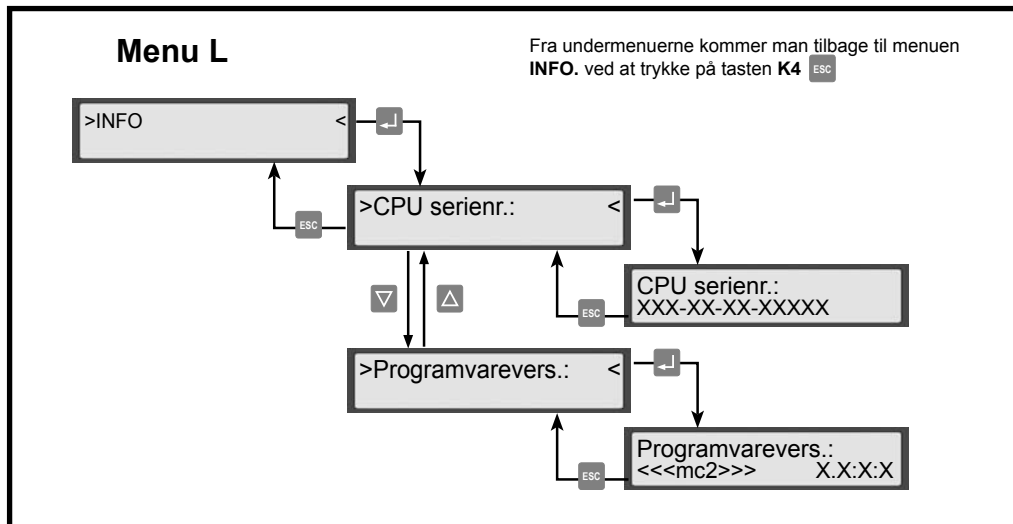 Menu L
Fra undermenuerne kommer man tilbage til menuen
INFO. ved at trykke på tasten K4 ESC
>INFO <
ESC
>CPU serienr.: <
CPU serienr.:
XXX-XX-XX-XXXXX
ESC
>Programvarevers.: <
Programvarevers.:
<<<mc2>>> X.X:X:X
ESC